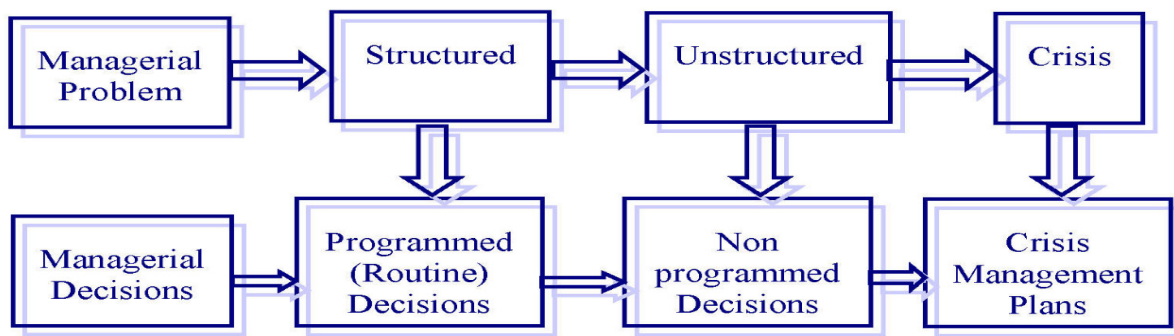 Managerial
Problem
Structured
Unstructured
Crisis
Managerial
Decisions
Programmed
(Routine)
Decisions
Non
programmed
Decisions
Crisis
Management
Plans